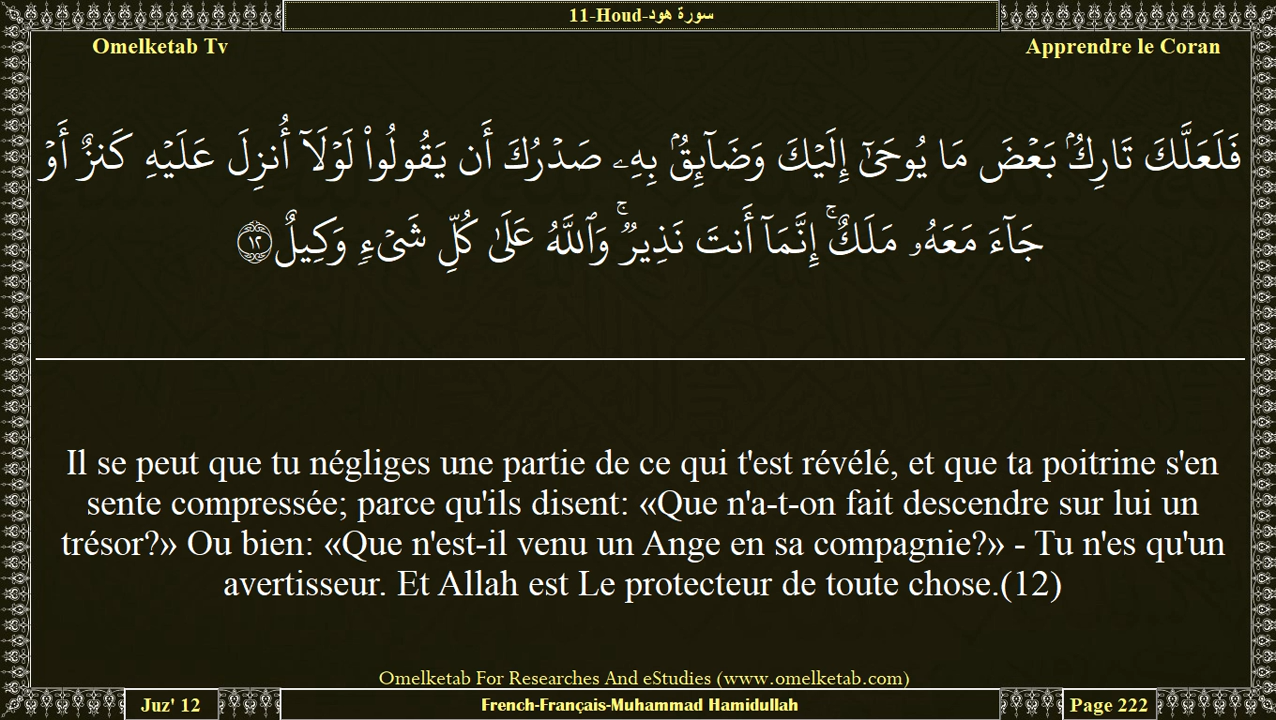 11-Houd-سورة هود
Omelketab Tv
Apprendre le Coran
فَلَعَلَّكَ تَارِكُۢ بَعۡضَ مَا يُوحَىٰٓ إِلَيۡكَ وَضَآئِقُۢ بِهِۦ صَدۡرُكَ أَن يَقُولُواْ لَوۡلَآ أُنزِلَ عَلَيۡهِ كَنزٌ أَوۡ
جَآءَ مَعَهُۥ مَلَكٌۚ إِنَّمَآ أَنتَ نَذِيرٞۚ وَٱللَّهُ عَلَىٰ كُلِّ شَيۡءٖ وَكِيلٌ ١٢
Il se peut que tu négliges une partie de ce qui t'est révélé, et que ta poitrine s'en
sente compressée; parce qu'ils disent: «Que n'a-t-on fait descendre sur lui un
trésor?» Ou bien: «Que n'est-il venu un Ange en sa compagnie?» - Tu n'es qu'un
avertisseur. Et Allah est Le protecteur de toute chose.(12)
Omelketab For Researches And eStudies (www.omelketab.com)
Juz' 12
French-Français-Muhammad Hamidullah
Page 222